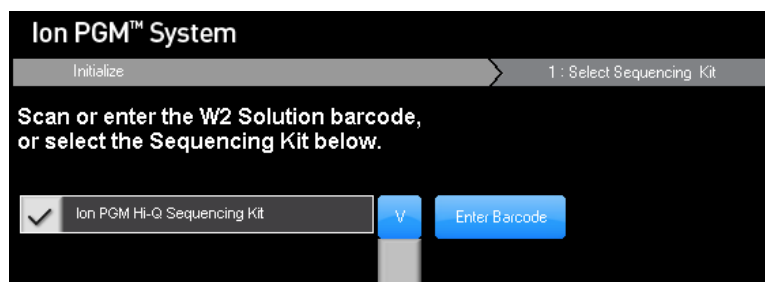 Ion PGM™ System
Initialize
1 : Select Sequencing Kit
Scan or enter the W2 Solution barcode,
or select the Sequencing Kit below.
Ion PGM Hi-Q Sequencing Kit
V
Enter Barcode